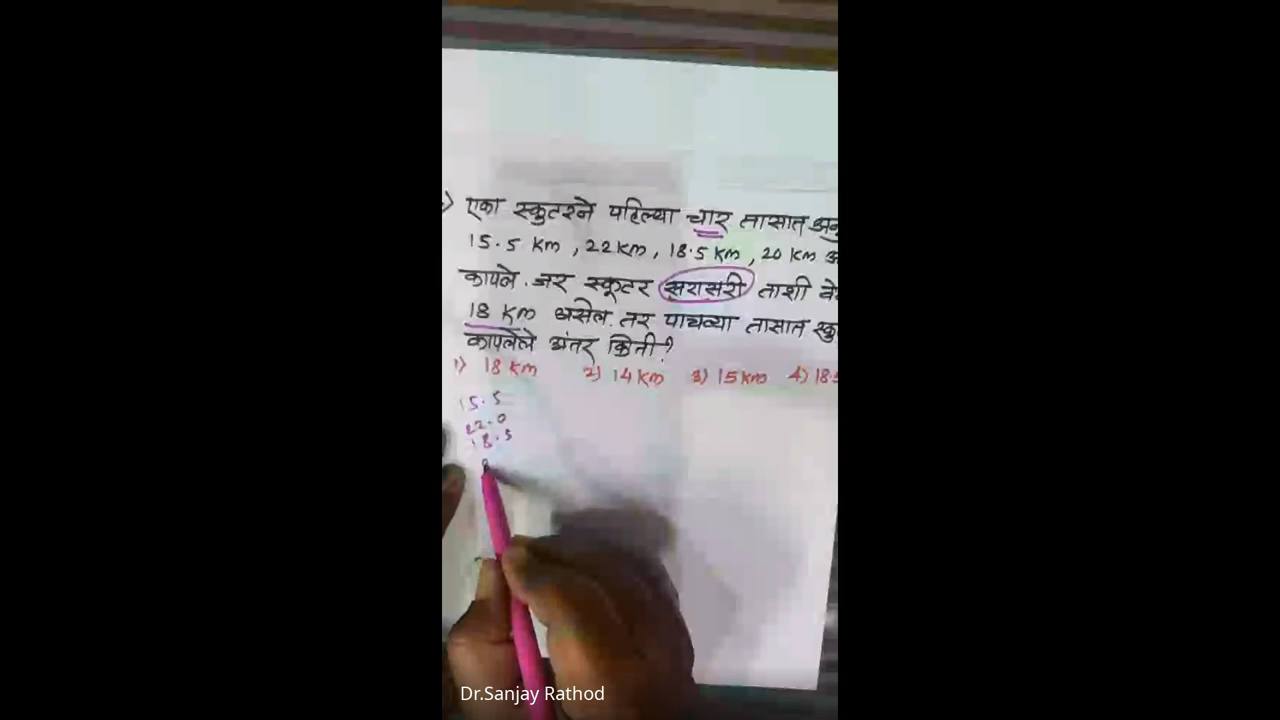 एका स्कुटरने पहिल्या चार तासात
15.5 Km, 22Km, 18.5 Km, 20 Km
कापले. जर स्कूटर सरासरी ताशी
18 Km असेल. तर पाचव्या तासात
कापलेले अंतर किती?
1) 18 Km 2) 14 Km 3) 15 Km 4)
15.5
22.0
18.5
Dr.Sanjay Rathod